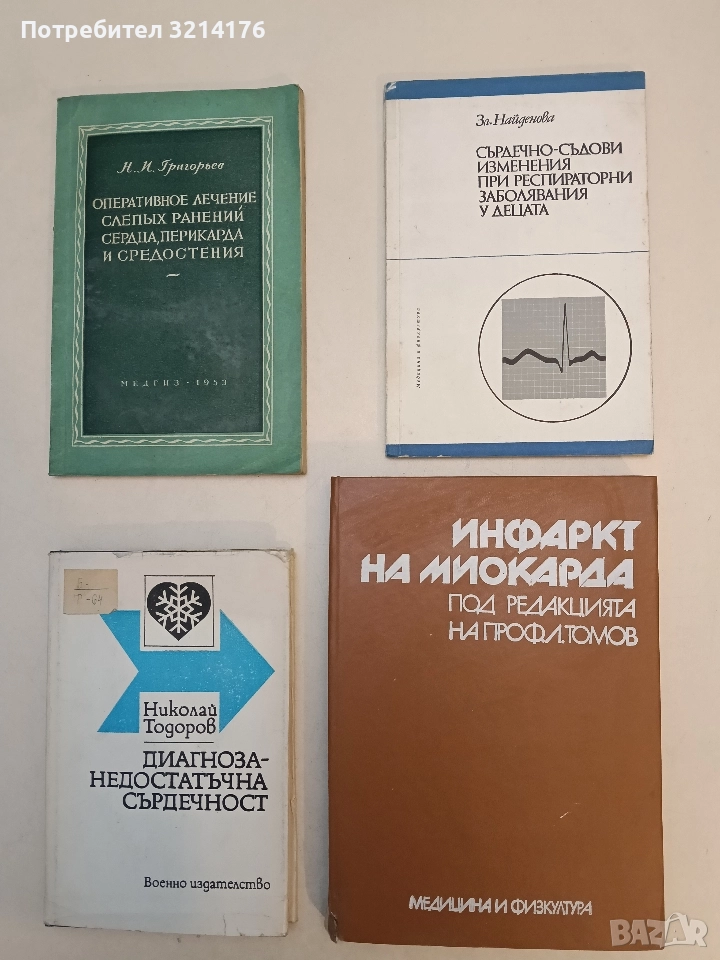 Потребител 3214176
Н. И. Григорьев
ОПЕРАТИВНОЕ ЛЕЧЕНИЕ
СЛЕПЫХ РАНЕНИЙ
СЕРДЦА, ПЕРИКАРДА
И СРЕДОСТЕНИЯ
МЕДГИЗ - 1953
Зл. Найденова
СЪРДЕЧНО-СЪДОВИ
ИЗМЕНЕНИЯ
ПРИ РЕСПИРАТОРНИ
ЗАБОЛЯВАНИЯ
У ДЕЦАТА
Медицина и физкултура
Николай
Тодоров
ДИАГНОЗА-
НЕДОСТАТЪЧНА
СЪРДЕЧНОСТ
Военно издателство
ИНФАРКТ
НА МИОКАРДА
ПОД РЕДАКЦИЯТА
НА ПРОФ.Л.ТОМОВ
МЕДИЦИНА И ФИЗКУЛТУРА
BAZAR